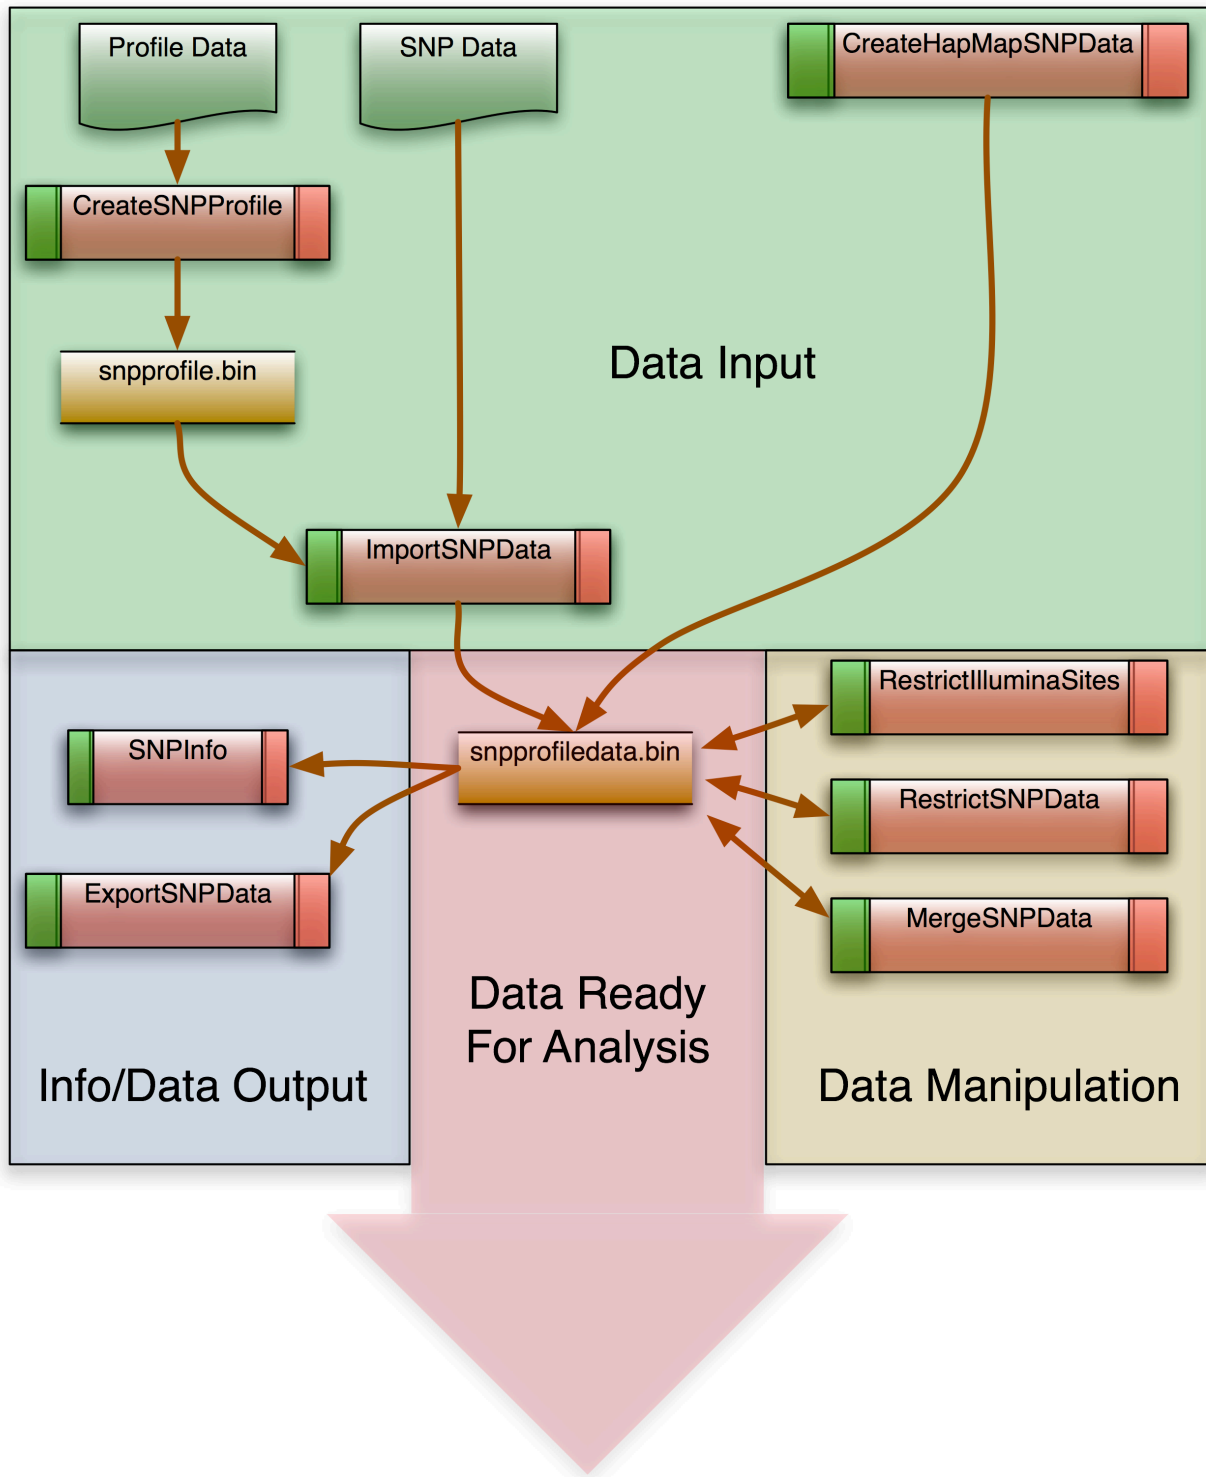 Profile Data
SNP Data
CreateHapMapSNPData
CreateSNPProfile
snpprofile.bin
Data Input
ImportSNPData
RestrictIlluminaSites
SNPInfo
snpprofiledata.bin
RestrictSNPData
ExportSNPData
MergeSNPData
Data Ready
For Analysis
Info/Data Output
Data Manipulation